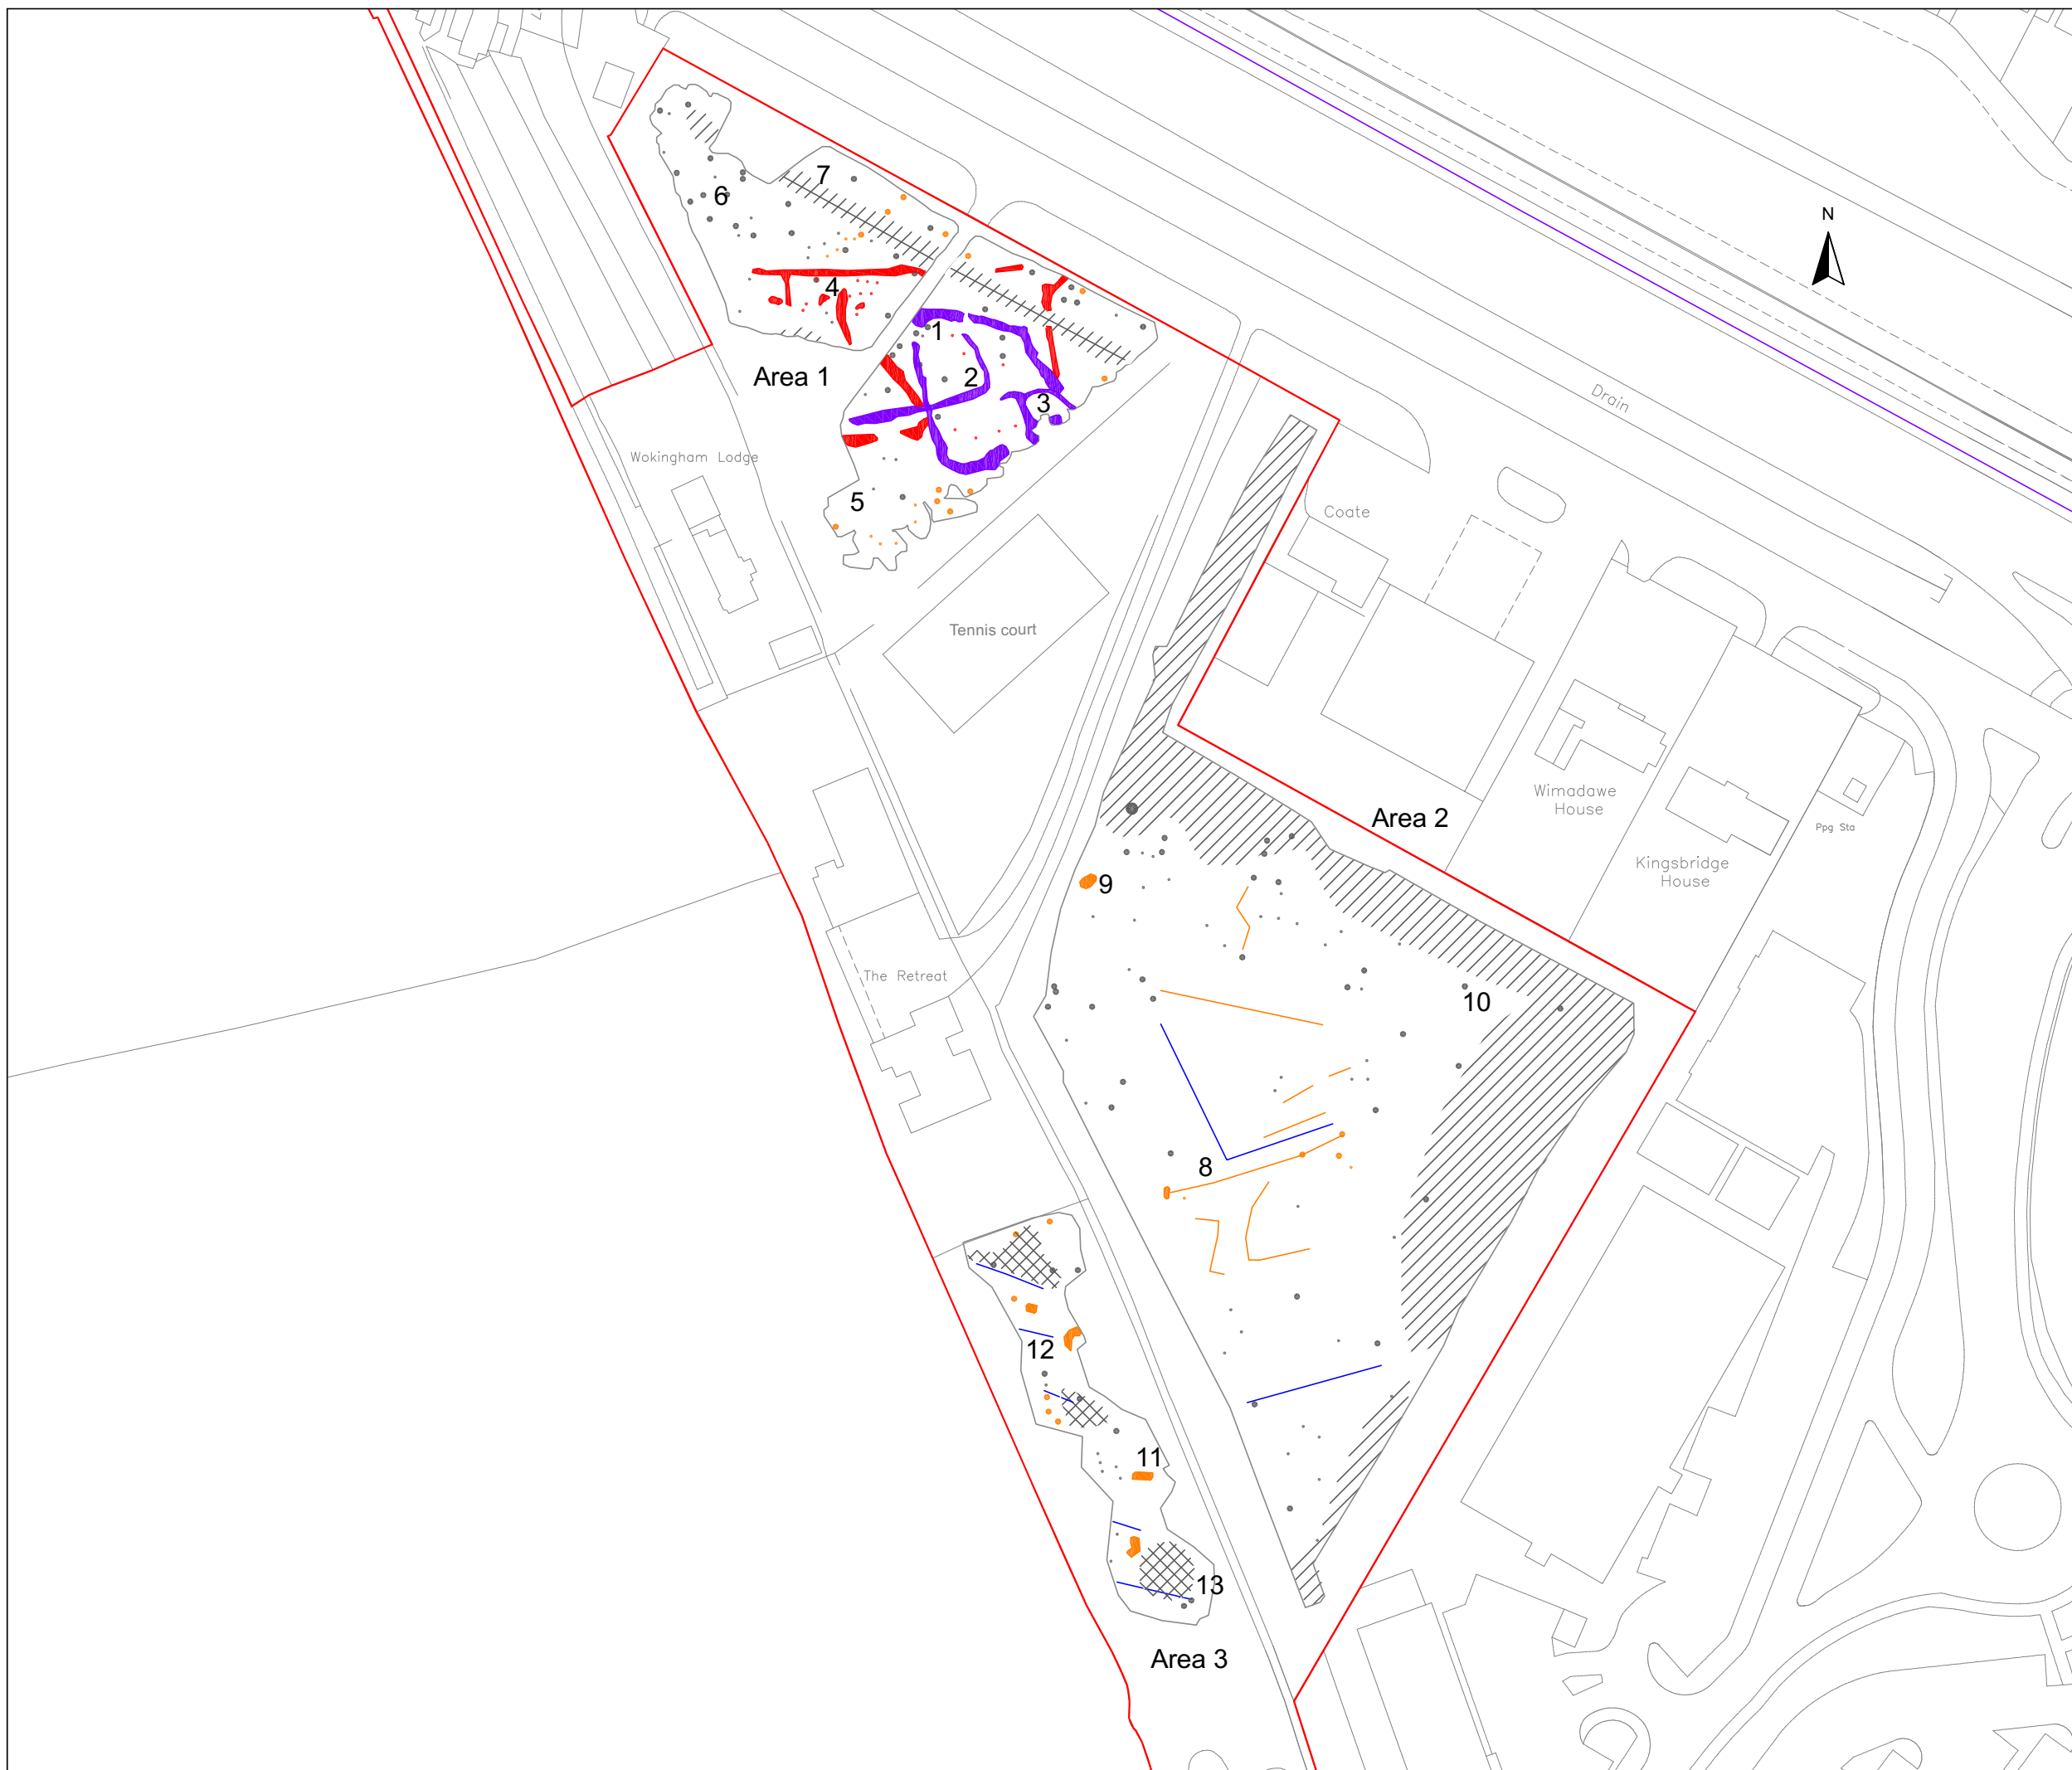 N
7
6
4
1
Area 1
2
3
Drain
Wokingham Lodge
5
Coate
Tennis court
Wimadawe
House
Area 2
Ppg Sta
Kingsbridge
House
9
The Retreat
10
8
12
11
13
Area 3